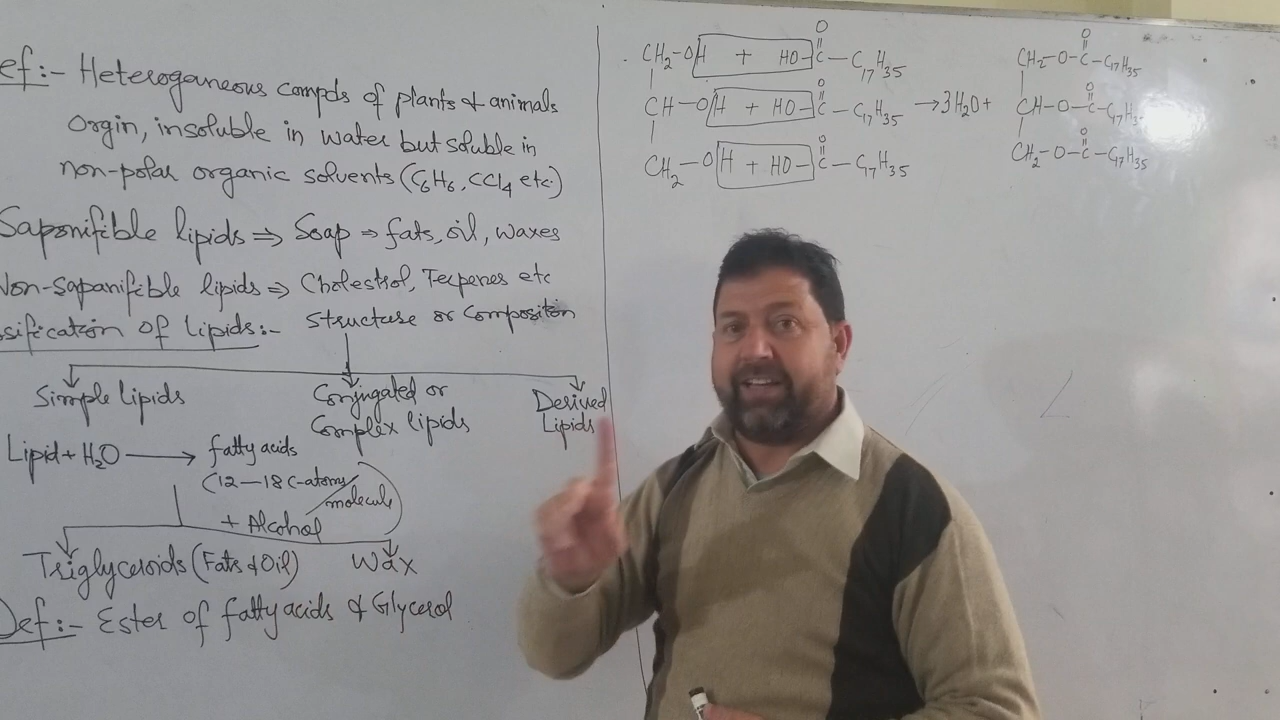 ef:- Heterogeneous compds of plants & animals
Orgin, insoluble in water but soluble in
non-polar organic solvents (C6H6, CCl4 etc.)
Saponifible lipids ⇒ Soap ⇒ fats, oil, waxes
Non-sapanifible lipids ⇒ Cholestrol, Terpenes etc
ssification of Lipids:- Structure or Compositon
Simple lipids Conjugated or Derived
Complex lipids Lipids
Lipid + H2O → fatty acids
(12-18 C-atoms/molecule)
+ Alcohol
Triglyceroids (Fats & Oil) Wax
Def:- Ester of fatty acids & Glycerol
CH2-OH + HO-C-C17H35 CH2-O-C-C17H35
O O
CH-OH + HO-C-C17H35 → 3H2O + CH-O-C-C17H3
O O
CH2-OH + HO-C-C17H35 CH2-O-C-C17H35
O O